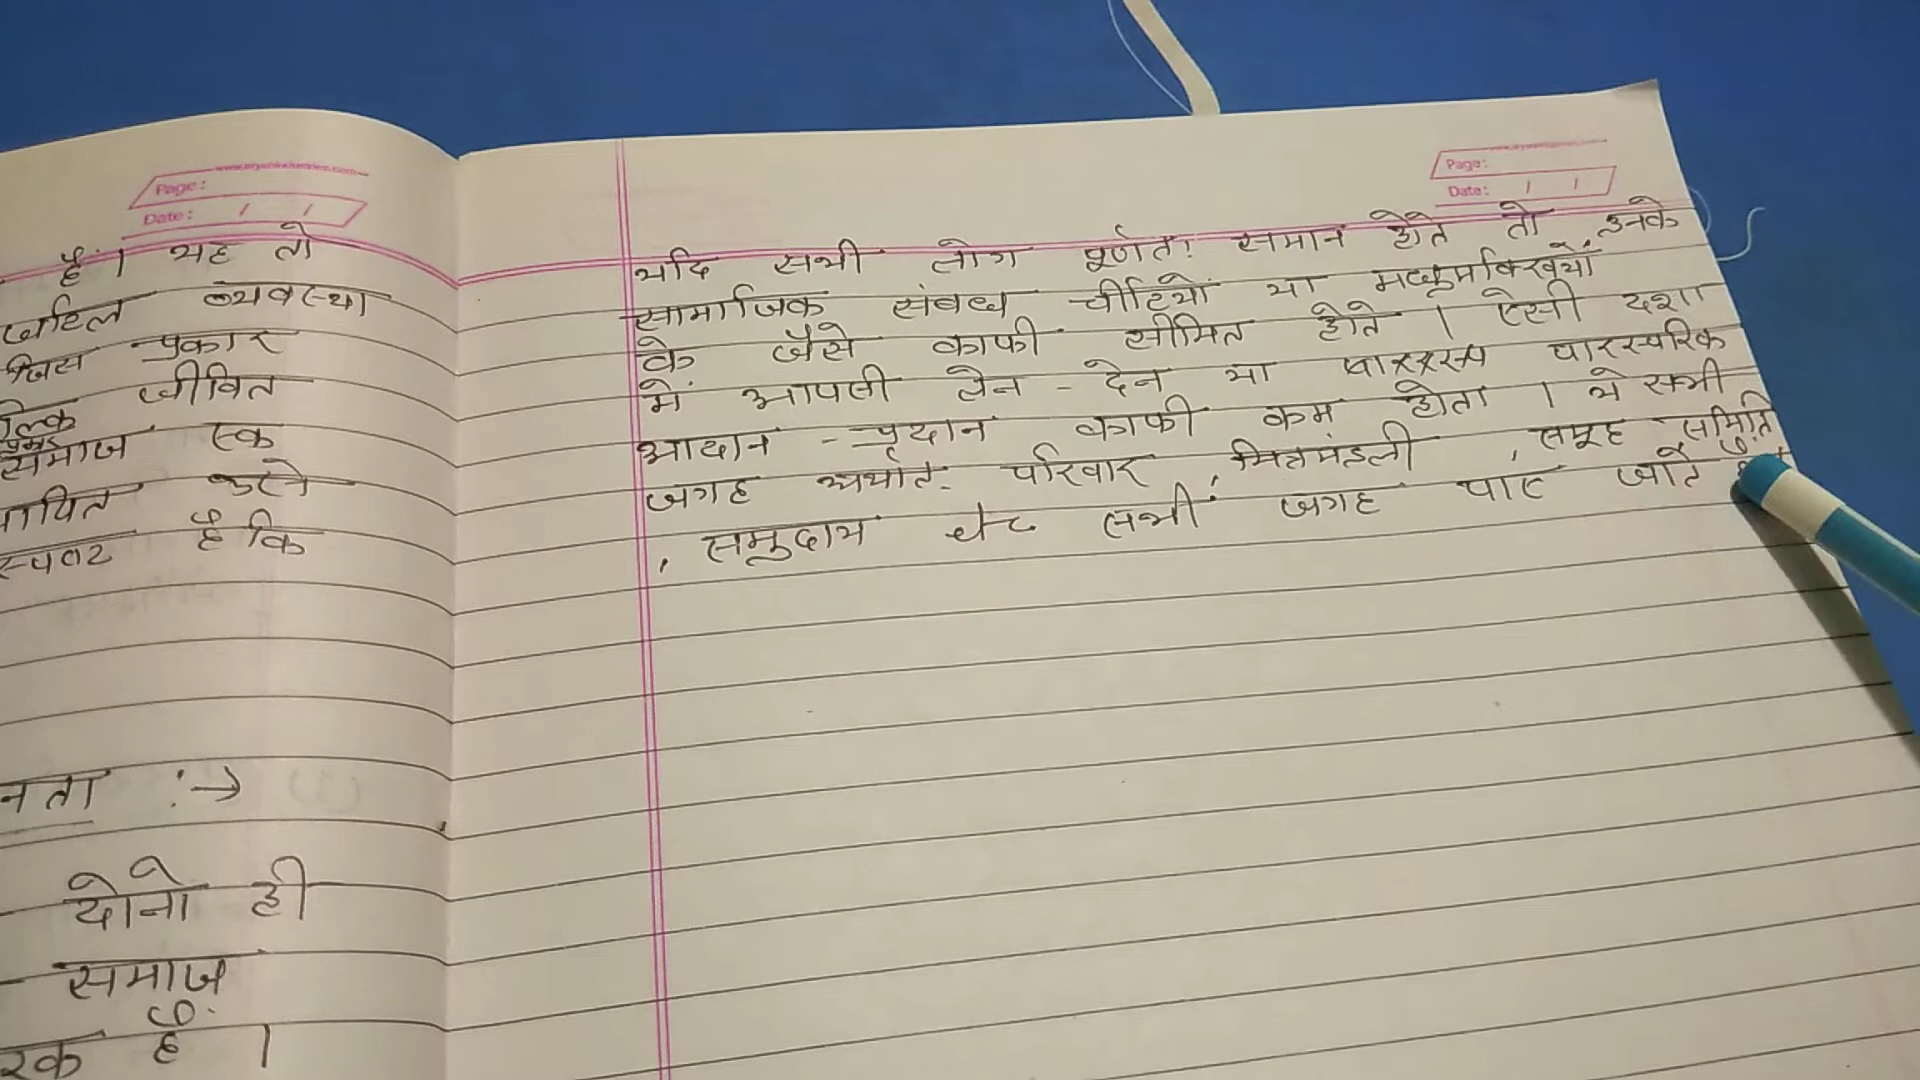 Page:
Date: / /
है। यह तो
जटिल व्यवस्था
जिस प्रकार
जीवित
समाज एक
करने
स्पष्ट है कि
नता :→
दोनो ही
समाज
रक है।
Page:
Date: / /
यदि सभी लोग पूर्णत: समान होते तो उनके
सामाजिक संबंध चीटियों या मधुमक्खियों
के जैसे काफी सीमित होते । ऐसी दशा
में आपसी लेन - देन या पारस्परिक
आदान - प्रदान काफी कम होता । ये सभी
जगह अर्थात: परिवार , मित्रमंडली , समूह समिति
, समुदाय सभी जगह पाए जाते